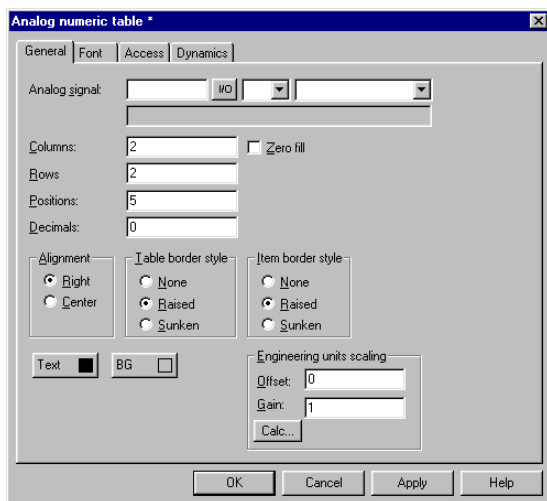 Analog numeric table *
General Font Access Dynamics
Analog signal: I/O
Columns: 2 Zero fill
Rows 2
Positions: 5
Decimals: 0
Alignment Table border style Item border style
Right None None
Center Raised Raised
Sunken Sunken
Text BG Engineering units scaling
Offset: 0
Gain: 1
Calc...
OK Cancel Apply Help